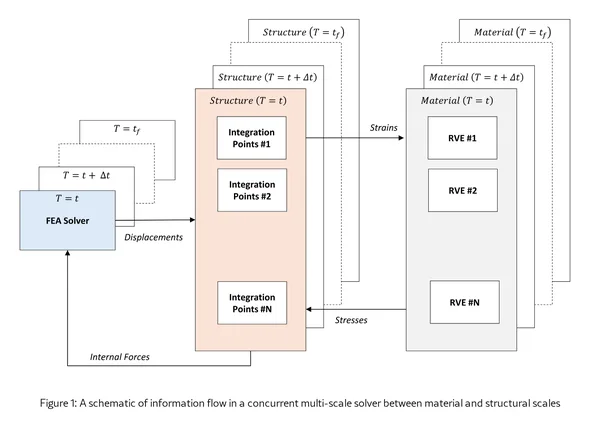 Structure (T = t_f)
Material (T = t_f)
Structure (T = t + Δt)
Material (T = t + Δt)
Structure (T = t)
Material (T = t)
Integration
Points #1
Strains
RVE #1
T = t_f
T = t + Δt
Integration
Points #2
RVE #2
T = t
FEA Solver
Displacements
Integration
Points #N
RVE #N
Stresses
Internal Forces
Figure 1: A schematic of information flow in a concurrent multi-scale solver between material and structural scales